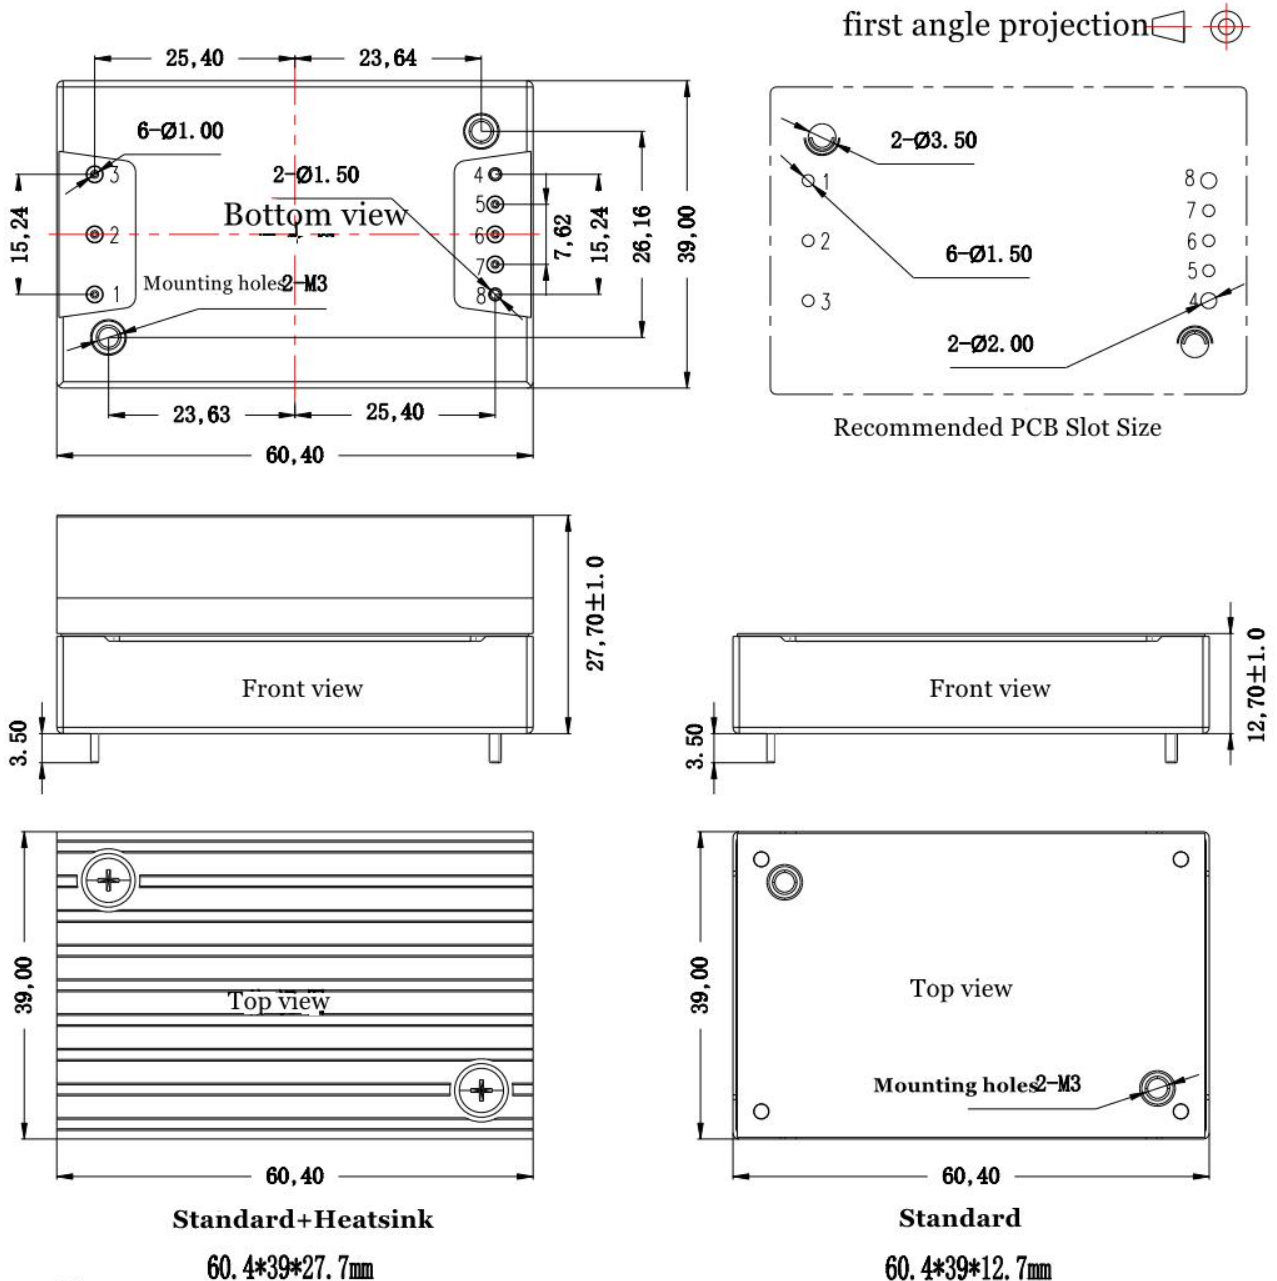 first angle projection
25,40
23,64
6-Ø1.00
3
2-Ø1.50
4
5
Bottom view
2
6
7
Mounting holes2-M3
1
8
15,24
7,62
15,24
26,16
39,00
23,63
25,40
60,40
2-Ø3.50
1
8
7
2
6
6-Ø1.50
5
3
4
2-Ø2.00
Recommended PCB Slot Size
27,70±1.0
Front view
3.50
Front view
3.50
12,70±1.0
39,00
Top view
60,40
Standard+Heatsink
60.4*39*27.7mm
39,00
Top view
Mounting holes2-M3
60,40
Standard
60.4*39*12.7mm